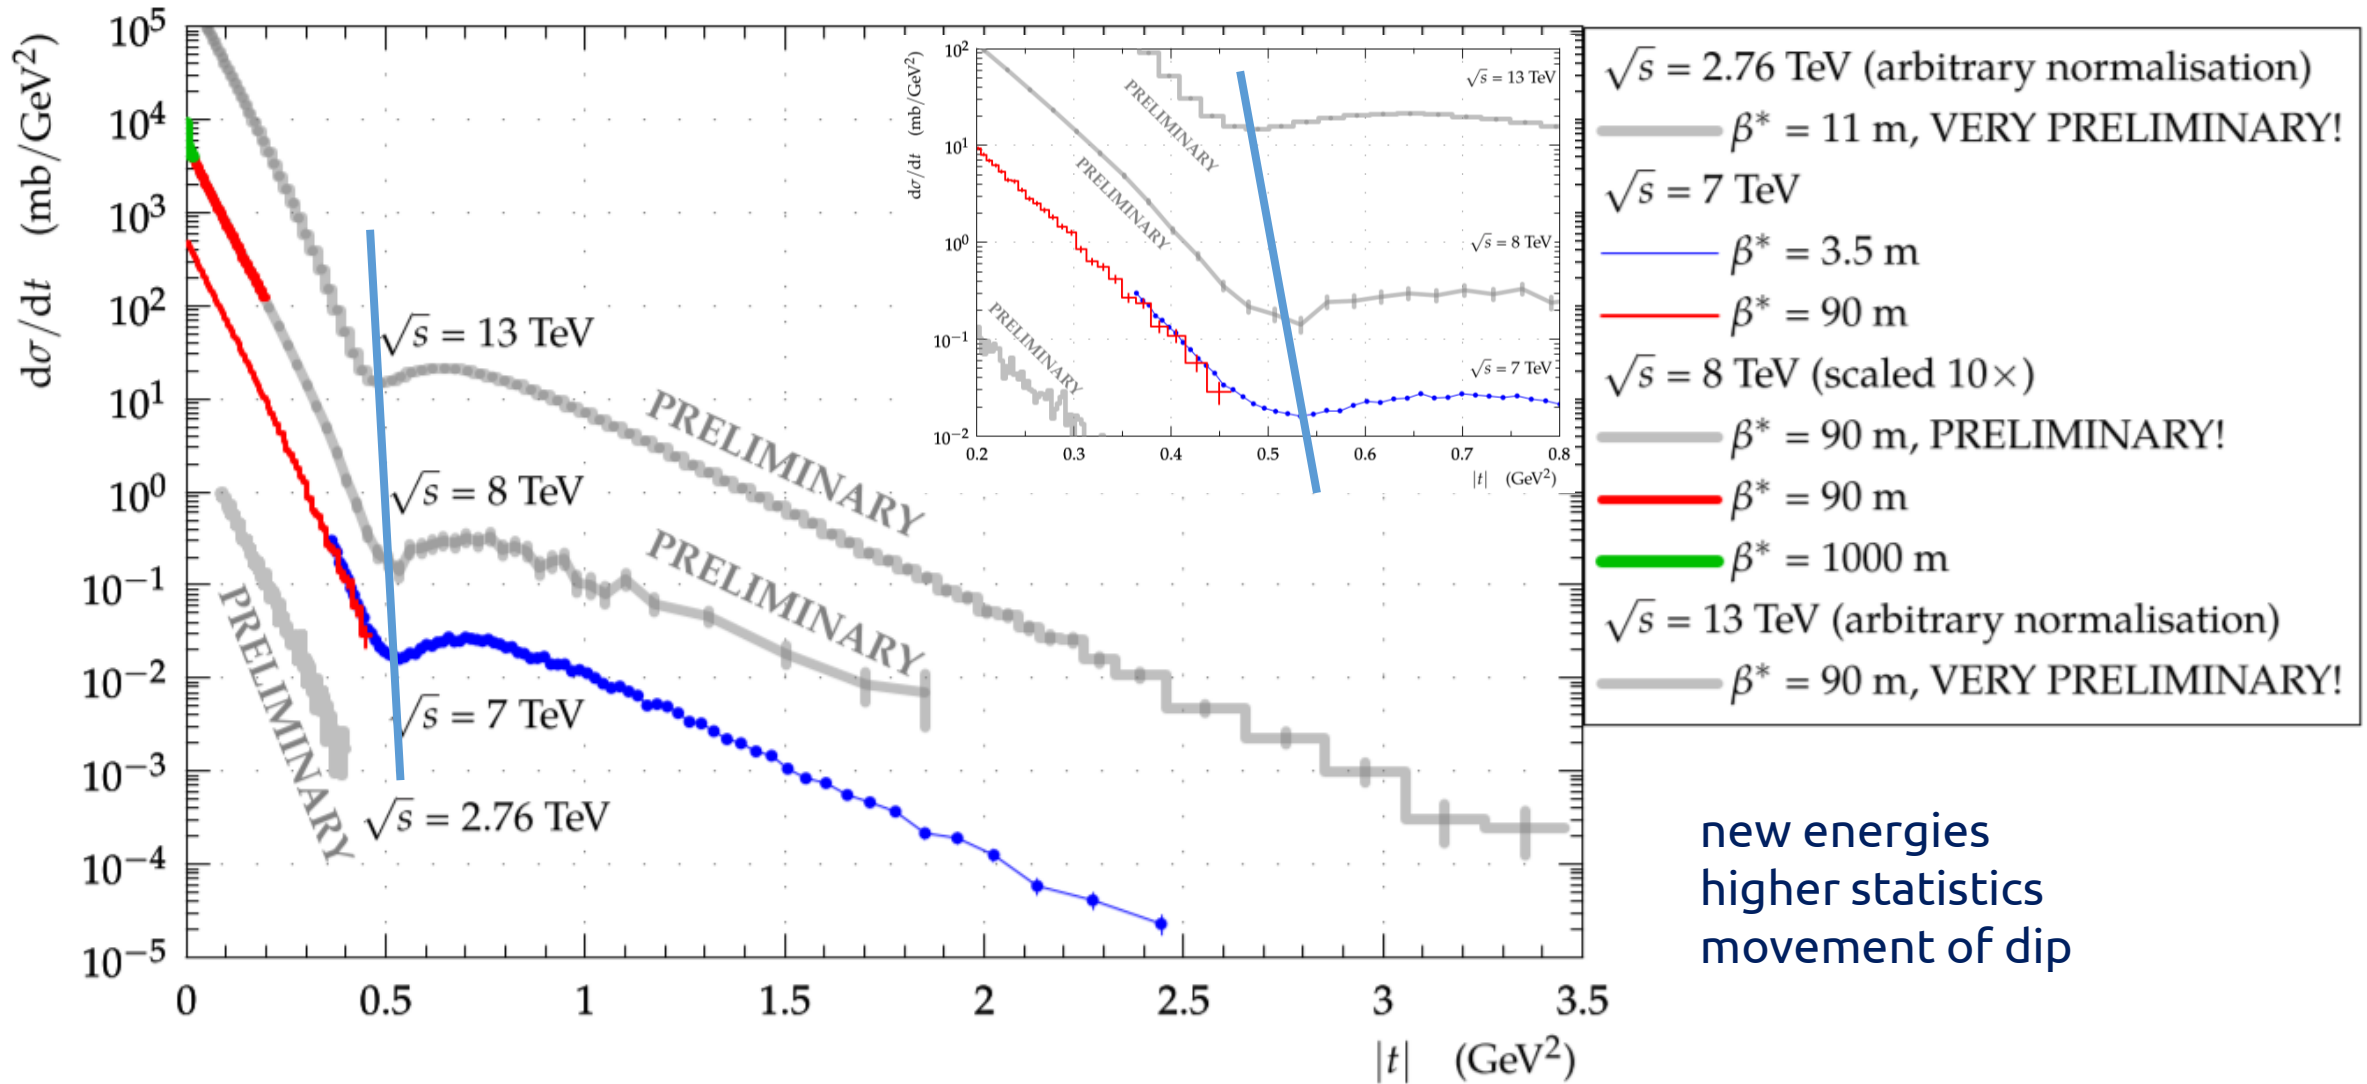 10⁵
10⁴
10³
10²
10¹
10⁰
10⁻¹
10⁻²
10⁻³
10⁻⁴
10⁻⁵
dσ/dt (mb/GeV²)
0 0.5 1 1.5 2 2.5 3 3.5
|t| (GeV²)
√s = 13 TeV
PRELIMINARY
√s = 8 TeV
PRELIMINARY
√s = 7 TeV
PRELIMINARY
√s = 2.76 TeV
10²
10¹
10⁰
10⁻¹
10⁻²
dσ/dt (mb/GeV²)
0.2 0.3 0.4 0.5 0.6 0.7 0.8
|t| (GeV²)
√s = 13 TeV
PRELIMINARY
√s = 8 TeV
PRELIMINARY
√s = 7 TeV
PRELIMINARY
√s = 2.76 TeV (arbitrary normalisation)
β* = 11 m, VERY PRELIMINARY!
√s = 7 TeV
β* = 3.5 m
β* = 90 m
√s = 8 TeV (scaled 10×)
β* = 90 m, PRELIMINARY!
β* = 90 m
β* = 1000 m
√s = 13 TeV (arbitrary normalisation)
β* = 90 m, VERY PRELIMINARY!
new energies
higher statistics
movement of dip